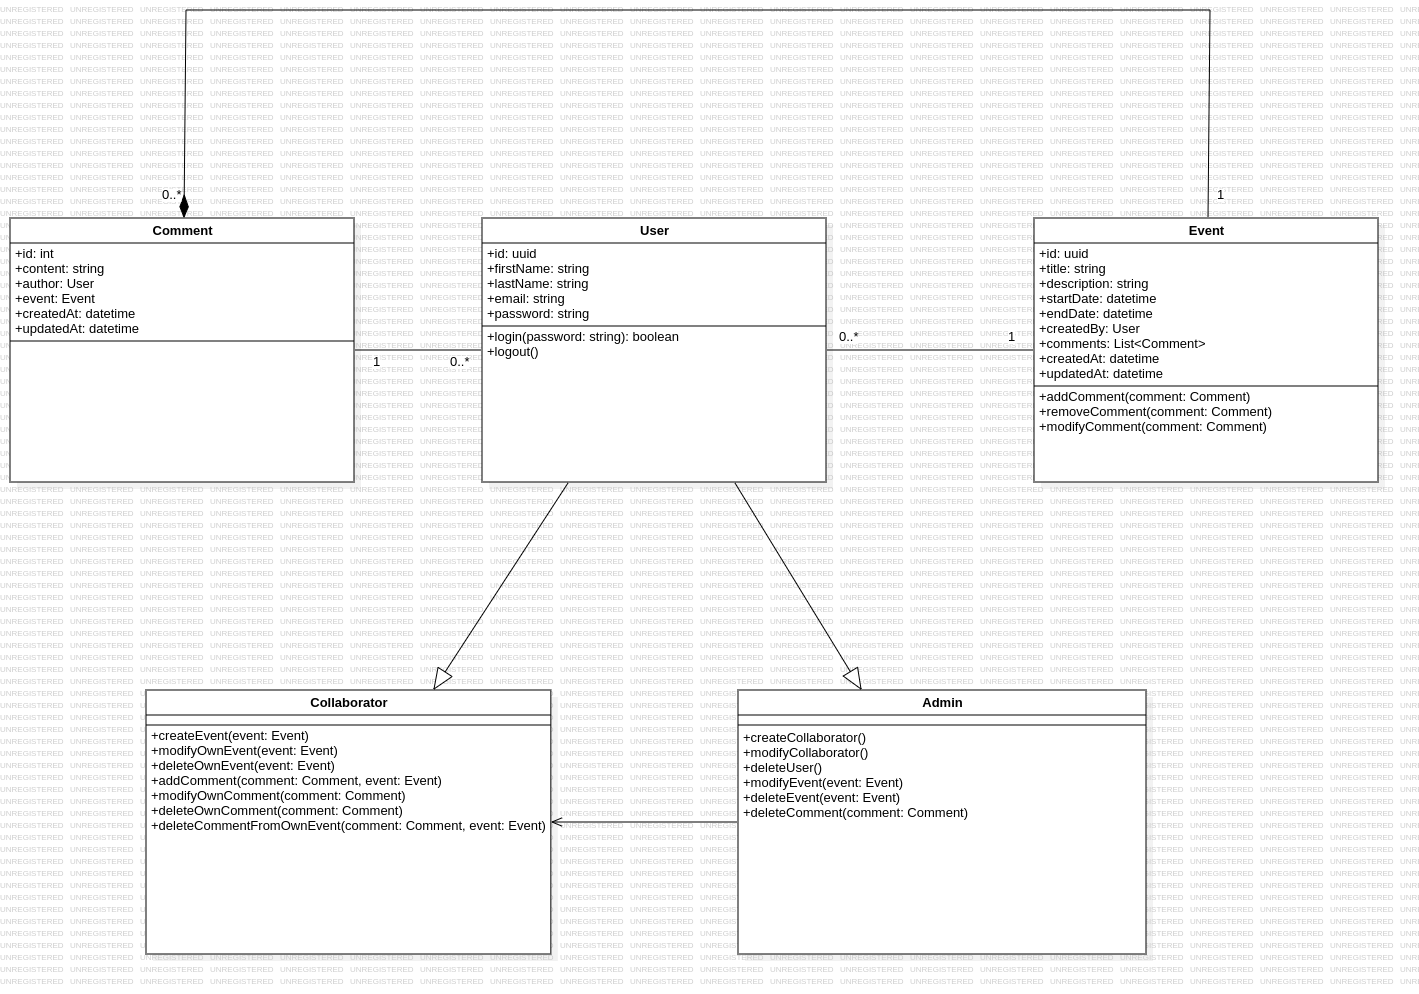 0..*
1
Comment
+id: int
+content: string
+author: User
+event: Event
+createdAt: datetime
+updatedAt: datetime
1
0..*
User
+id: uuid
+firstName: string
+lastName: string
+email: string
+password: string
+login(password: string): boolean
+logout()
0..*
1
Event
+id: uuid
+title: string
+description: string
+startDate: datetime
+endDate: datetime
+createdBy: User
+comments: List<Comment>
+createdAt: datetime
+updatedAt: datetime
+addComment(comment: Comment)
+removeComment(comment: Comment)
+modifyComment(comment: Comment)
Collaborator
+createEvent(event: Event)
+modifyOwnEvent(event: Event)
+deleteOwnEvent(event: Event)
+addComment(comment: Comment, event: Event)
+modifyOwnComment(comment: Comment)
+deleteOwnComment(comment: Comment)
+deleteCommentFromOwnEvent(comment: Comment, event: Event)
Admin
+createCollaborator()
+modifyCollaborator()
+deleteUser()
+modifyEvent(event: Event)
+deleteEvent(event: Event)
+deleteComment(comment: Comment)
UNREGISTERED